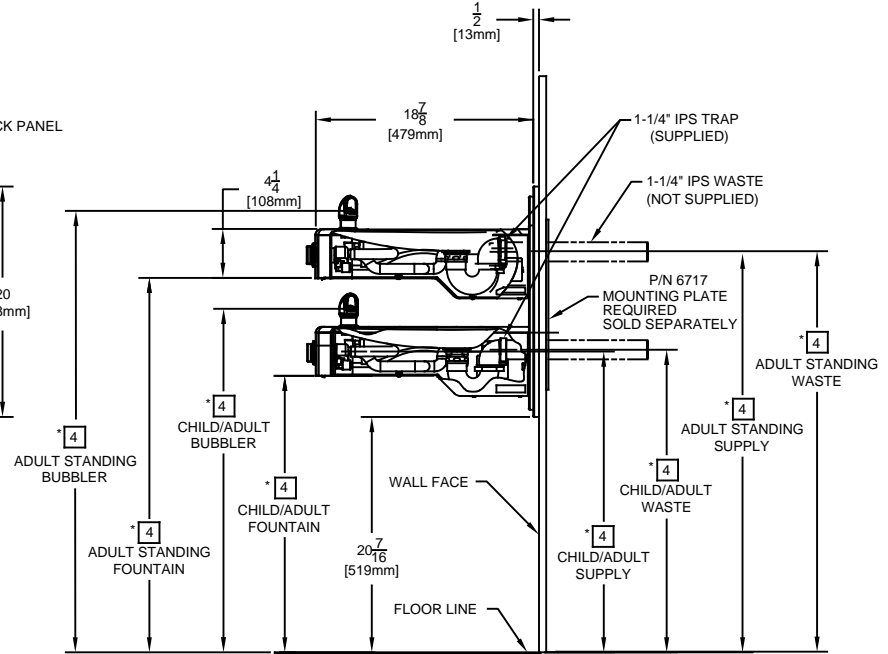 1/2
[13mm]
18 7/8
[479mm]
1-1/4" IPS TRAP
(SUPPLIED)
CK PANEL
4 1/4
[108mm]
1-1/4" IPS WASTE
(NOT SUPPLIED)
20
8mm]
P/N 6717
MOUNTING PLATE
REQUIRED
SOLD SEPARATELY
* 4
ADULT STANDING
WASTE
* 4
CHILD/ADULT
BUBBLER
* 4
ADULT STANDING
SUPPLY
* 4
ADULT STANDING
BUBBLER
* 4
CHILD/ADULT
FOUNTAIN
WALL FACE
* 4
CHILD/ADULT
WASTE
* 4
ADULT STANDING
FOUNTAIN
20 7/16
[519mm]
* 4
CHILD/ADULT
SUPPLY
FLOOR LINE